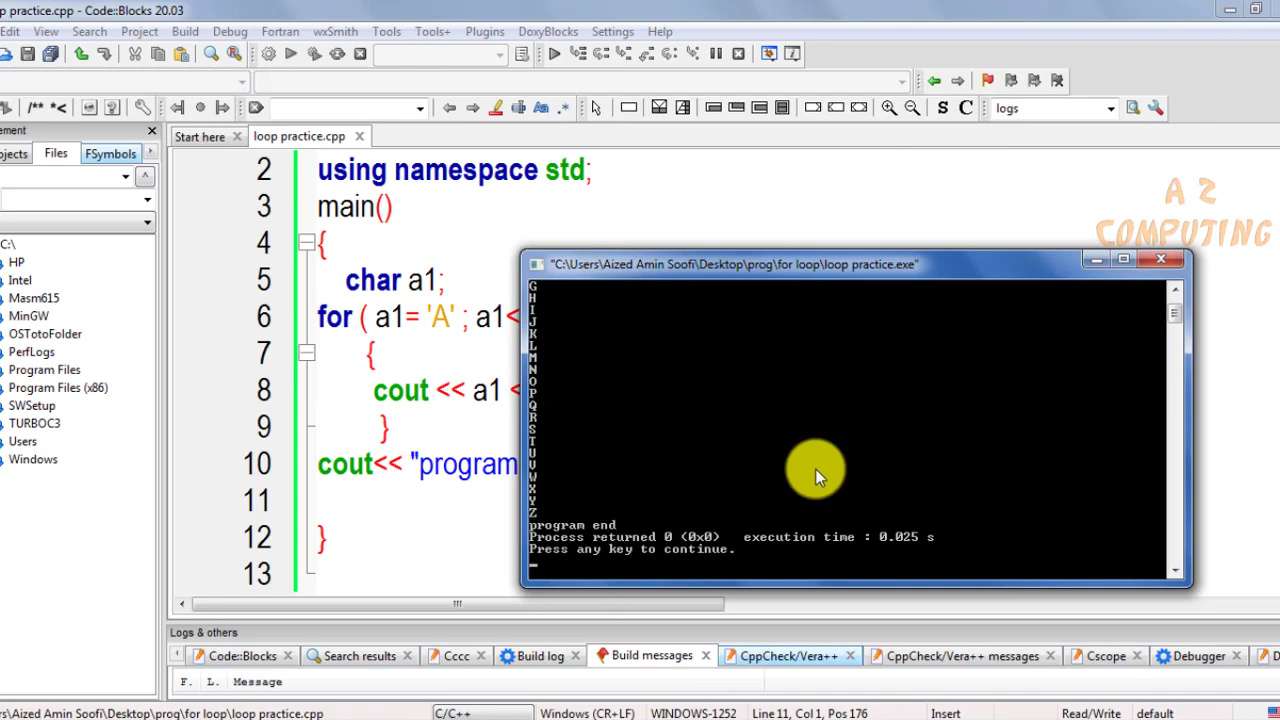 p practice.cpp - Code::Blocks 20.03
Edit View Search Project Build Debug Fortran wxSmith Tools Tools+ Plugins DoxyBlocks Settings Help
/** *<
logs
S C
ement
Start here
loop practice.cpp
ojects Files FSymbols
C:\
HP
Intel
Masm615
MinGW
OSTotoFolder
PerfLogs
Program Files
Program Files (x86)
SWSetup
TURBOC3
Users
Windows
2 using namespace std;
3 main()
4 {
5 char a1;
6 for ( a1= 'A' ; a1<
7 {
8 cout << a1 <
9 }
10 cout<< "program
11
12 }
13
A Z
COMPUTING
"C:\Users\Aized Amin Soofi\Desktop\prog\for loop\loop practice.exe"
G
H
I
J
K
L
M
N
O
P
Q
R
S
T
U
V
W
X
Y
Z
program end
Process returned 0 (0x0) execution time : 0.025 s
Press any key to continue.
Logs & others
Code::Blocks Search results Cccc Build log Build messages CppCheck/Vera++ CppCheck/Vera++ messages Cscope Debugger D
F. L. Message
rs\Aized Amin Soofi\Desktop\prog\for loop\loop practice.cpp C/C++ Windows (CR+LF) WINDOWS-1252 Line 11, Col 1, Pos 176 Insert Read/Write default